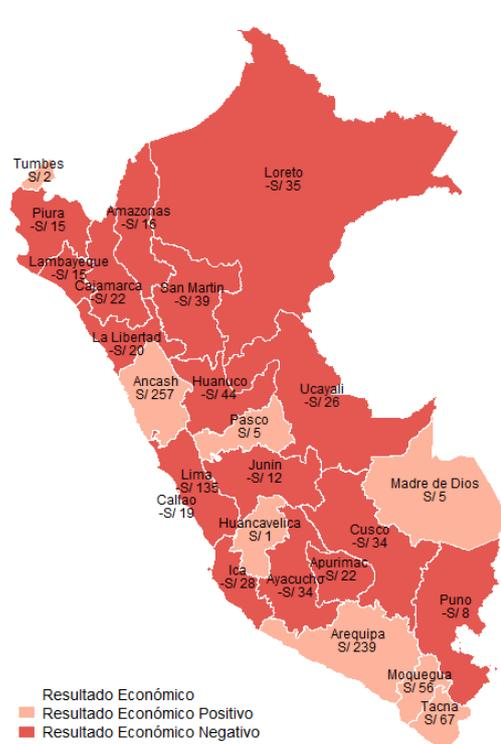 Tumbes
S/ 2
Loreto
-S/ 35
Piura
-S/ 15
Amazonas
-S/ 16
Lambayeque
-S/ 15
Cajamarca
-S/ 22
San Martin
-S/ 39
La Libertad
-S/ 20
Ancash
S/ 257
Huanuco
-S/ 44
Ucayali
-S/ 26
Pasco
S/ 5
Lima
-S/ 135
Callao
-S/ 19
Junin
-S/ 12
Madre de Dios
S/ 5
Huancavelica
S/ 1
Cusco
-S/ 34
Ica
-S/ 28
Ayacucho
-S/ 34
Apurimac
-S/ 22
Puno
-S/ 8
Arequipa
S/ 239
Moquegua
S/ 56
Tacna
S/ 67
Resultado Económico
Resultado Económico Positivo
Resultado Económico Negativo